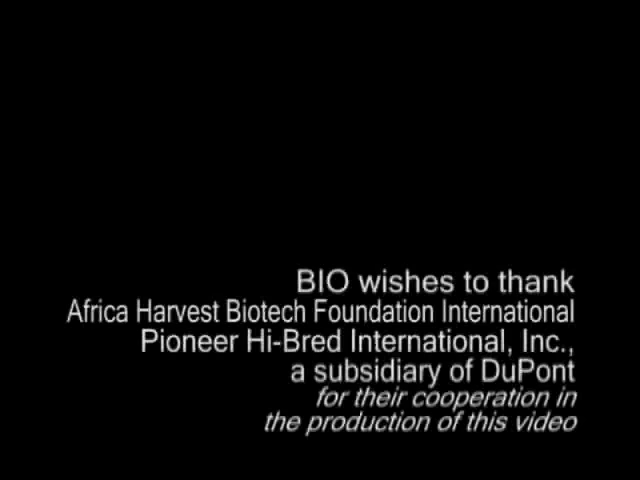 BIO wishes to thank
Africa Harvest Biotech Foundation International
Pioneer Hi-Bred International, Inc.,
a subsidiary of DuPont
for their cooperation in
the production of this video